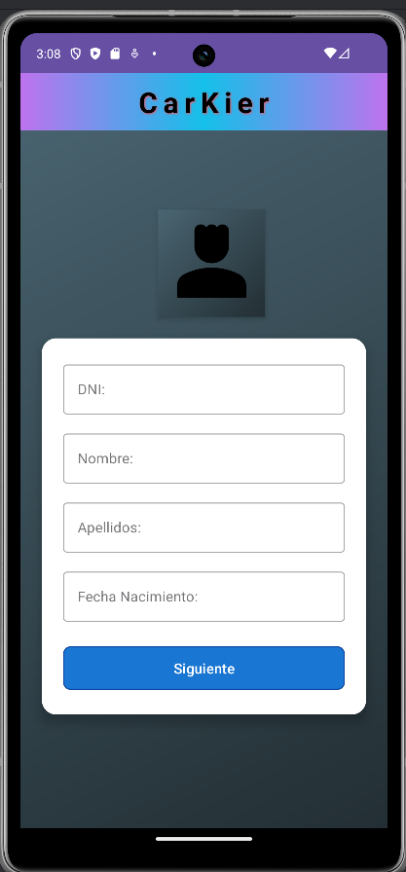 3:08
CarKier
DNI:
Nombre:
Apellidos:
Fecha Nacimiento:
Siguiente